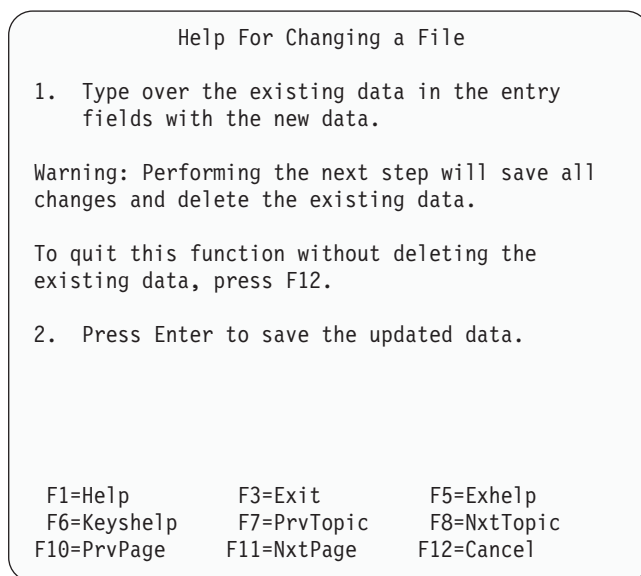 Help For Changing a File
1. Type over the existing data in the entry
fields with the new data.
Warning: Performing the next step will save all
changes and delete the existing data.
To quit this function without deleting the
existing data, press F12.
2. Press Enter to save the updated data.
F1=Help F3=Exit F5=Exhelp
F6=Keyshelp F7=PrvTopic F8=NxtTopic
F10=PrvPage F11=NxtPage F12=Cancel